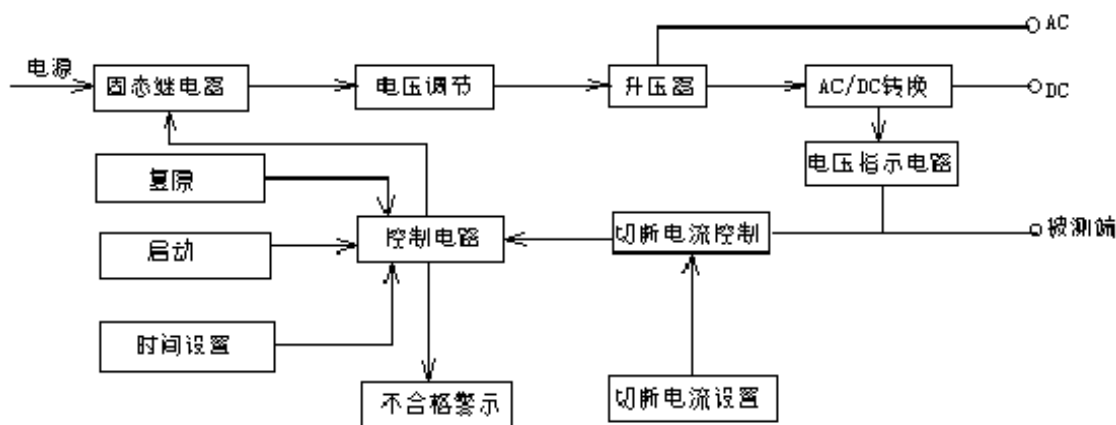 AC
电源
固态继电器
电压调节
升压器
AC/DC转换
DC
电压指示电路
复原
控制电路
切断电流控制
被测端
启动
时间设置
不合格警示
切断电流设置